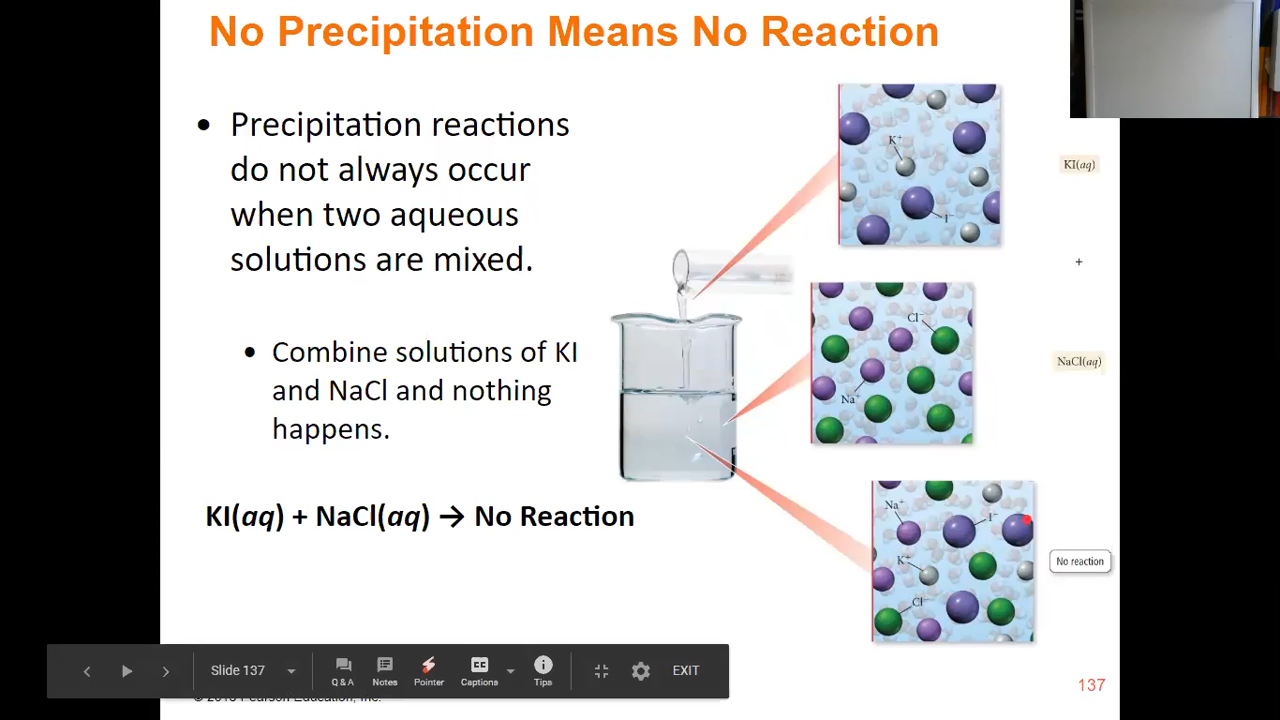 No Precipitation Means No Reaction
• Precipitation reactions
do not always occur
when two aqueous
solutions are mixed.
• Combine solutions of KI
and NaCl and nothing
happens.
KI(aq) + NaCl(aq) → No Reaction
K⁺
I⁻
KI(aq)
+
Cl⁻
Na⁺
NaCl(aq)
Na⁺
I⁻
K⁺
Cl⁻
No reaction
Slide 137
Q & A
Notes
Pointer
CC
Captions
Tips
EXIT
137
Pearson Education, Inc.